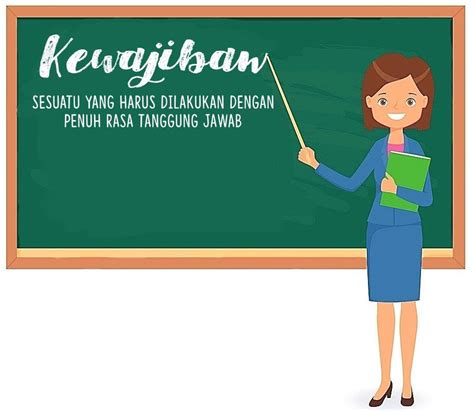 Kewajiban
SESUATU YANG HARUS DILAKUKAN DENGAN
PENUH RASA TANGGUNG JAWAB